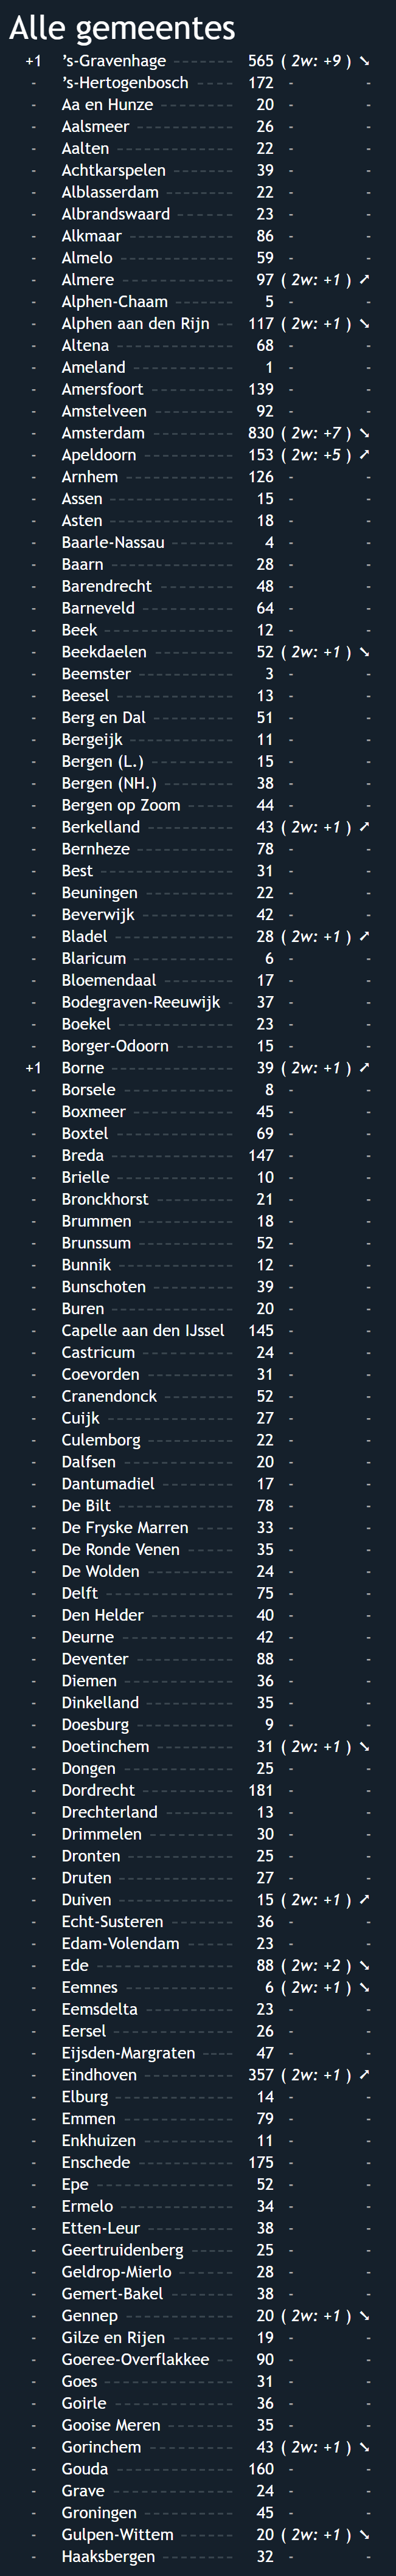 Alle gemeentes
+1 ’s-Gravenhage ------- 565 ( 2w: +9 ) ➘
- ’s-Hertogenbosch ----- 172 - -
- Aa en Hunze -------- 20 - -
- Aalsmeer ---------- 26 - -
- Aalten ------------ 22 - -
- Achtkarspelen ------- 39 - -
- Alblasserdam -------- 22 - -
- Albrandswaard ------ 23 - -
- Alkmaar ----------- 86 - -
- Almelo ------------ 59 - -
- Almere ------------ 97 ( 2w: +1 ) ➚
- Alphen-Chaam ------- 5 - -
- Alphen aan den Rijn -- 117 ( 2w: +1 ) ➘
- Altena ------------ 68 - -
- Ameland ---------- 1 - -
- Amersfoort --------- 139 - -
- Amstelveen -------- 92 - -
- Amsterdam --------- 830 ( 2w: +7 ) ➘
- Apeldoorn --------- 153 ( 2w: +5 ) ➚
- Arnhem ----------- 126 - -
- Assen ------------ 15 - -
- Asten ------------ 18 - -
- Baarle-Nassau ------- 4 - -
- Baarn ------------ 28 - -
- Barendrecht -------- 48 - -
- Barneveld --------- 64 - -
- Beek ------------- 12 - -
- Beekdaelen -------- 52 ( 2w: +1 ) ➘
- Beemster ---------- 3 - -
- Beesel ------------ 13 - -
- Berg en Dal --------- 51 - -
- Bergeijk ----------- 11 - -
- Bergen (L.) --------- 15 - -
- Bergen (NH.) -------- 38 - -
- Bergen op Zoom ----- 44 - -
- Berkelland --------- 43 ( 2w: +1 ) ➚
- Bernheze ---------- 78 - -
- Best ------------- 31 - -
- Beuningen --------- 22 - -
- Beverwijk ---------- 42 - -
- Bladel ------------ 28 ( 2w: +1 ) ➚
- Blaricum ---------- 6 - -
- Bloemendaal ------- 17 - -
- Bodegraven-Reeuwijk - 37 - -
- Boekel ------------ 23 - -
- Borger-Odoorn ------ 15 - -
+1 Borne ------------ 39 ( 2w: +1 ) ➚
- Borsele ----------- 8 - -
- Boxmeer ---------- 45 - -
- Boxtel ------------ 69 - -
- Breda ------------ 147 - -
- Brielle ------------ 10 - -
- Bronckhorst -------- 21 - -
- Brummen ---------- 18 - -
- Brunssum ---------- 52 - -
- Bunnik ------------ 12 - -
- Bunschoten -------- 39 - -
- Buren ------------ 20 - -
- Capelle aan den IJssel 145 - -
- Castricum ---------- 24 - -
- Coevorden --------- 31 - -
- Cranendonck ------- 52 - -
- Cuijk ------------ 27 - -
- Culemborg --------- 22 - -
- Dalfsen ----------- 20 - -
- Dantumadiel -------- 17 - -
- De Bilt ------------ 78 - -
- De Fryske Marren ---- 33 - -
- De Ronde Venen ----- 35 - -
- De Wolden --------- 24 - -
- Delft ------------- 75 - -
- Den Helder --------- 40 - -
- Deurne ----------- 42 - -
- Deventer ---------- 88 - -
- Diemen ----------- 36 - -
- Dinkelland --------- 35 - -
- Doesburg ---------- 9 - -
- Doetinchem -------- 31 ( 2w: +1 ) ➘
- Dongen ----------- 25 - -
- Dordrecht ---------- 181 - -
- Drechterland -------- 13 - -
- Drimmelen --------- 30 - -
- Dronten ----------- 25 - -
- Druten ------------ 27 - -
- Duiven ------------ 15 ( 2w: +1 ) ➚
- Echt-Susteren ------- 36 - -
- Edam-Volendam ----- 23 - -
- Ede -------------- 88 ( 2w: +2 ) ➘
- Eemnes ----------- 6 ( 2w: +1 ) ➘
- Eemsdelta --------- 23 - -
- Eersel ------------ 26 - -
- Eijsden-Margraten ---- 47 - -
- Eindhoven --------- 357 ( 2w: +1 ) ➚
- Elburg ------------ 14 - -
- Emmen ----------- 79 - -
- Enkhuizen --------- 11 - -
- Enschede ---------- 175 - -
- Epe -------------- 52 - -
- Ermelo ------------ 34 - -
- Etten-Leur --------- 38 - -
- Geertruidenberg ----- 25 - -
- Geldrop-Mierlo ------ 28 - -
- Gemert-Bakel ------- 38 - -
- Gennep ----------- 20 ( 2w: +1 ) ➘
- Gilze en Rijen ------- 19 - -
- Goeree-Overflakkee -- 90 - -
- Goes ------------- 31 - -
- Goirle ------------ 36 - -
- Gooise Meren ------- 35 - -
- Gorinchem --------- 43 ( 2w: +1 ) ➘
- Gouda ------------ 160 - -
- Grave ------------ 24 - -
- Groningen --------- 45 - -
- Gulpen-Wittem ------ 20 ( 2w: +1 ) ➘
- Haaksbergen ------- 32 - -